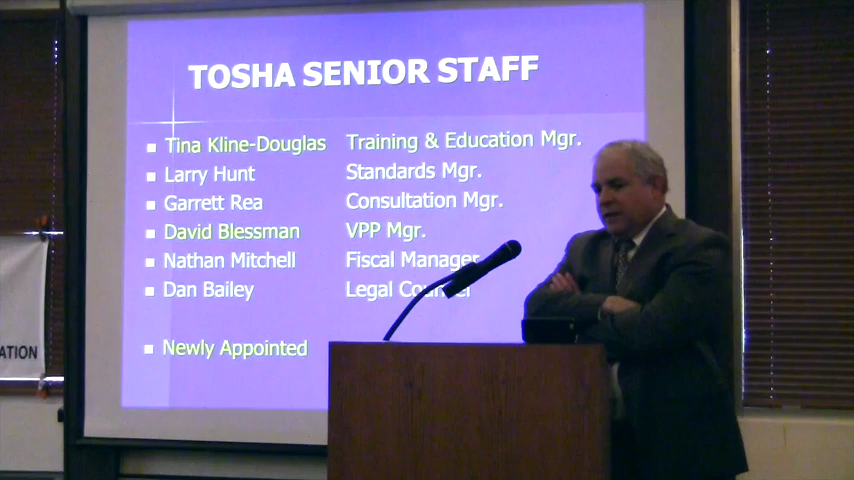 TOSHA SENIOR STAFF
Tina Kline-Douglas Training & Education Mgr.
Larry Hunt Standards Mgr.
Garrett Rea Consultation Mgr.
David Blessman VPP Mgr.
Nathan Mitchell Fiscal Manager
Dan Bailey Legal
Newly Appointed
ATION